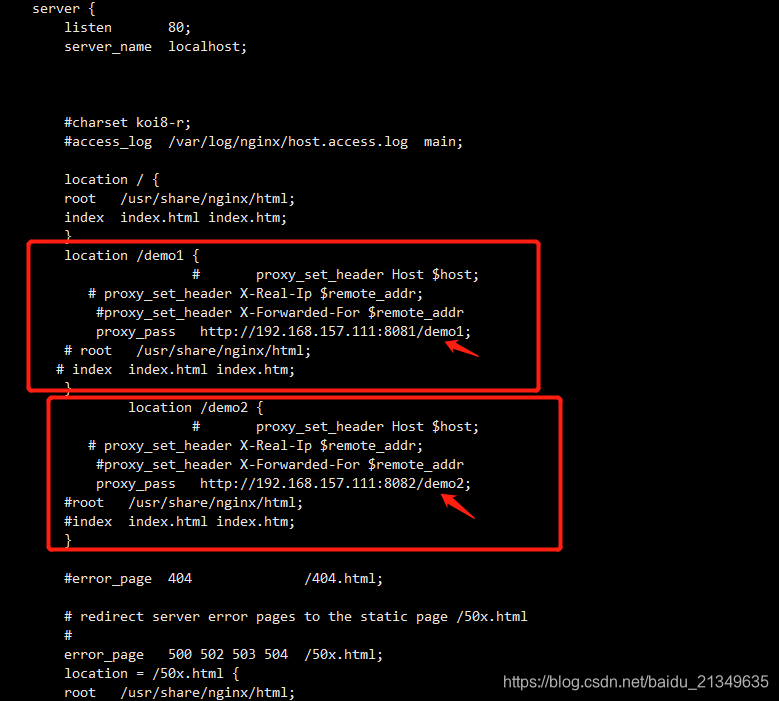 server {
listen       80;
server_name  localhost;
#charset koi8-r;
#access_log  /var/log/nginx/host.access.log  main;
location / {
root   /usr/share/nginx/html;
index  index.html index.htm;
}
location /demo1 {
#       proxy_set_header Host $host;
# proxy_set_header X-Real-Ip $remote_addr;
#proxy_set_header X-Forwarded-For $remote_addr
proxy_pass   http://192.168.157.111:8081/demo1;
# root   /usr/share/nginx/html;
# index  index.html index.htm;
}
location /demo2 {
#       proxy_set_header Host $host;
# proxy_set_header X-Real-Ip $remote_addr;
#proxy_set_header X-Forwarded-For $remote_addr
proxy_pass   http://192.168.157.111:8082/demo2;
#root   /usr/share/nginx/html;
#index  index.html index.htm;
}
#error_page  404              /404.html;
# redirect server error pages to the static page /50x.html
#
error_page   500 502 503 504  /50x.html;
location = /50x.html {
root   /usr/share/nginx/html;
https://blog.csdn.net/baidu_21349635